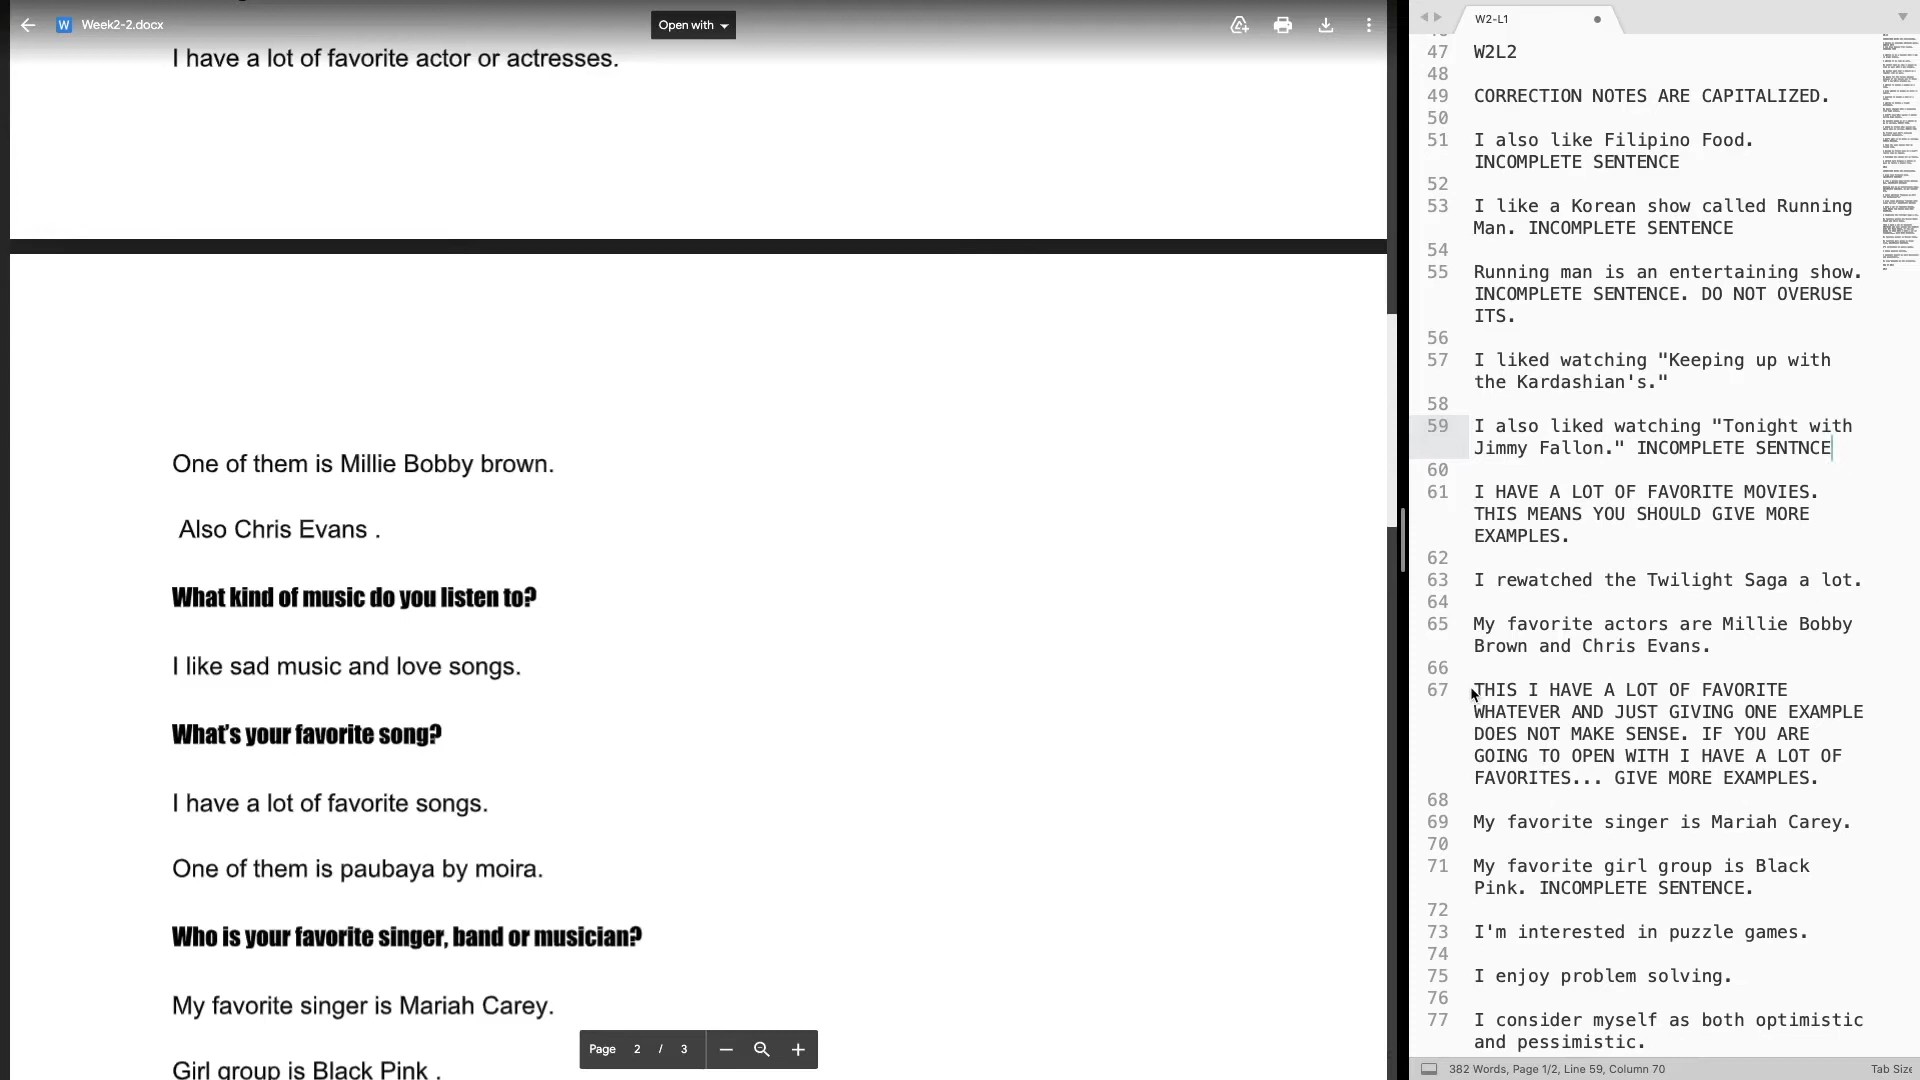 Week2-2.docx
Open with
I have a lot of favorite actor or actresses.
One of them is Millie Bobby brown.
Also Chris Evans .
What kind of music do you listen to?
I like sad music and love songs.
What's your favorite song?
I have a lot of favorite songs.
One of them is paubaya by moira.
Who is your favorite singer, band or musician?
My favorite singer is Mariah Carey.
Girl group is Black Pink .
Page 2 / 3
W2-L1
47 W2L2
48
49 CORRECTION NOTES ARE CAPITALIZED.
50
51 I also like Filipino Food.
INCOMPLETE SENTENCE
52
53 I like a Korean show called Running
Man. INCOMPLETE SENTENCE
54
55 Running man is an entertaining show.
INCOMPLETE SENTENCE. DO NOT OVERUSE
ITS.
56
57 I liked watching "Keeping up with
the Kardashian's."
58
59 I also liked watching "Tonight with
Jimmy Fallon." INCOMPLETE SENTNCE
60
61 I HAVE A LOT OF FAVORITE MOVIES.
THIS MEANS YOU SHOULD GIVE MORE
EXAMPLES.
62
63 I rewatched the Twilight Saga a lot.
64
65 My favorite actors are Millie Bobby
Brown and Chris Evans.
66
67 THIS I HAVE A LOT OF FAVORITE
WHATEVER AND JUST GIVING ONE EXAMPLE
DOES NOT MAKE SENSE. IF YOU ARE
GOING TO OPEN WITH I HAVE A LOT OF
FAVORITES... GIVE MORE EXAMPLES.
68
69 My favorite singer is Mariah Carey.
70
71 My favorite girl group is Black
Pink. INCOMPLETE SENTENCE.
72
73 I'm interested in puzzle games.
74
75 I enjoy problem solving.
76
77 I consider myself as both optimistic
and pessimistic.
382 Words, Page 1/2, Line 59, Column 70
Tab Size